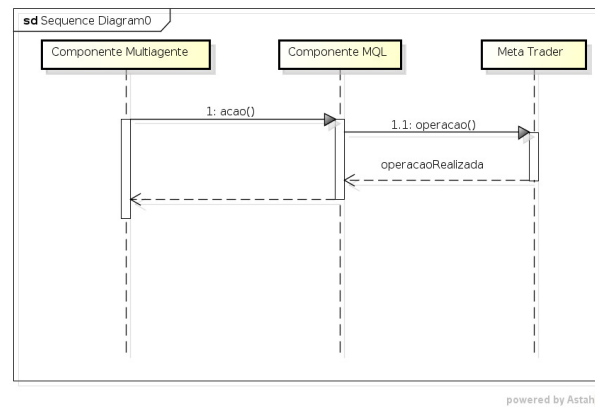 sd Sequence Diagram0
Componente Multiagente
Componente MQL
Meta Trader
1: acao()
1.1: operacao()
operacaoRealizada
powered by Astah